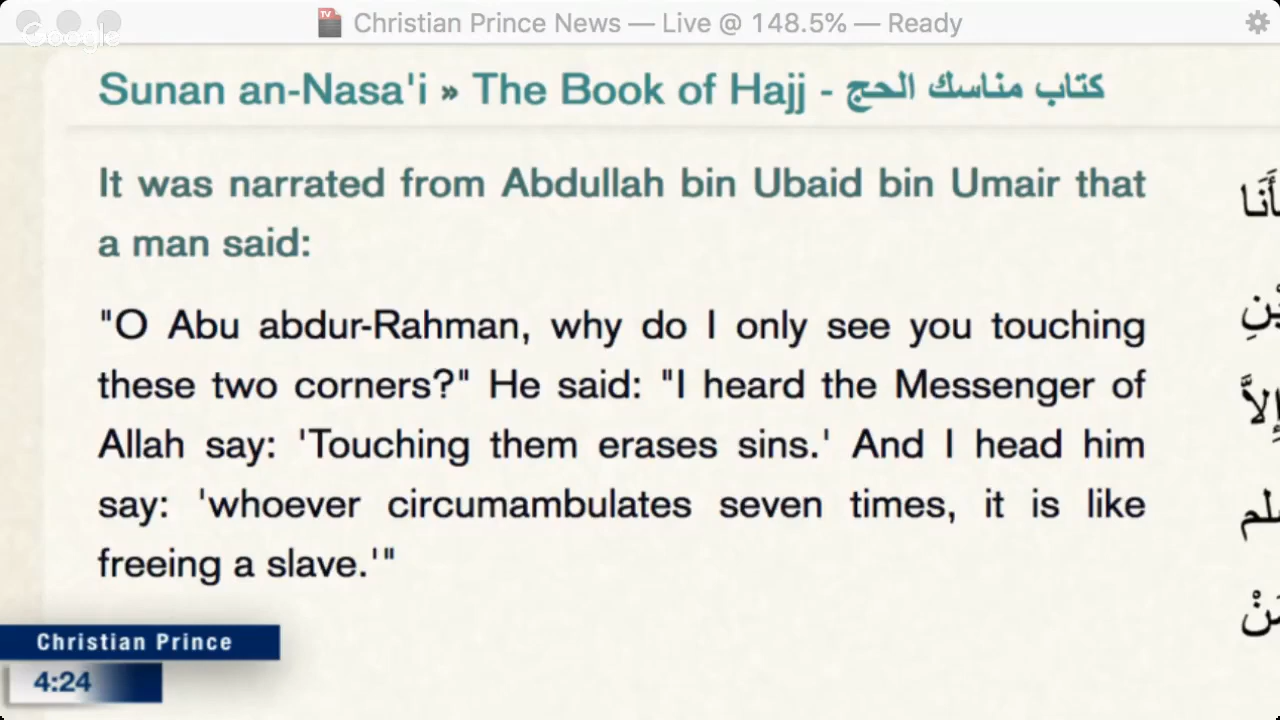 Christian Prince News — Live @ 148.5% — Ready
Google
TV
Sunan an-Nasa'i » The Book of Hajj - كتاب مناسك الحج
It was narrated from Abdullah bin Ubaid bin Umair that
a man said:
"O Abu abdur-Rahman, why do I only see you touching
these two corners?" He said: "I heard the Messenger of
Allah say: 'Touching them erases sins.' And I head him
say: 'whoever circumambulates seven times, it is like
freeing a slave.'"
Christian Prince
4:24